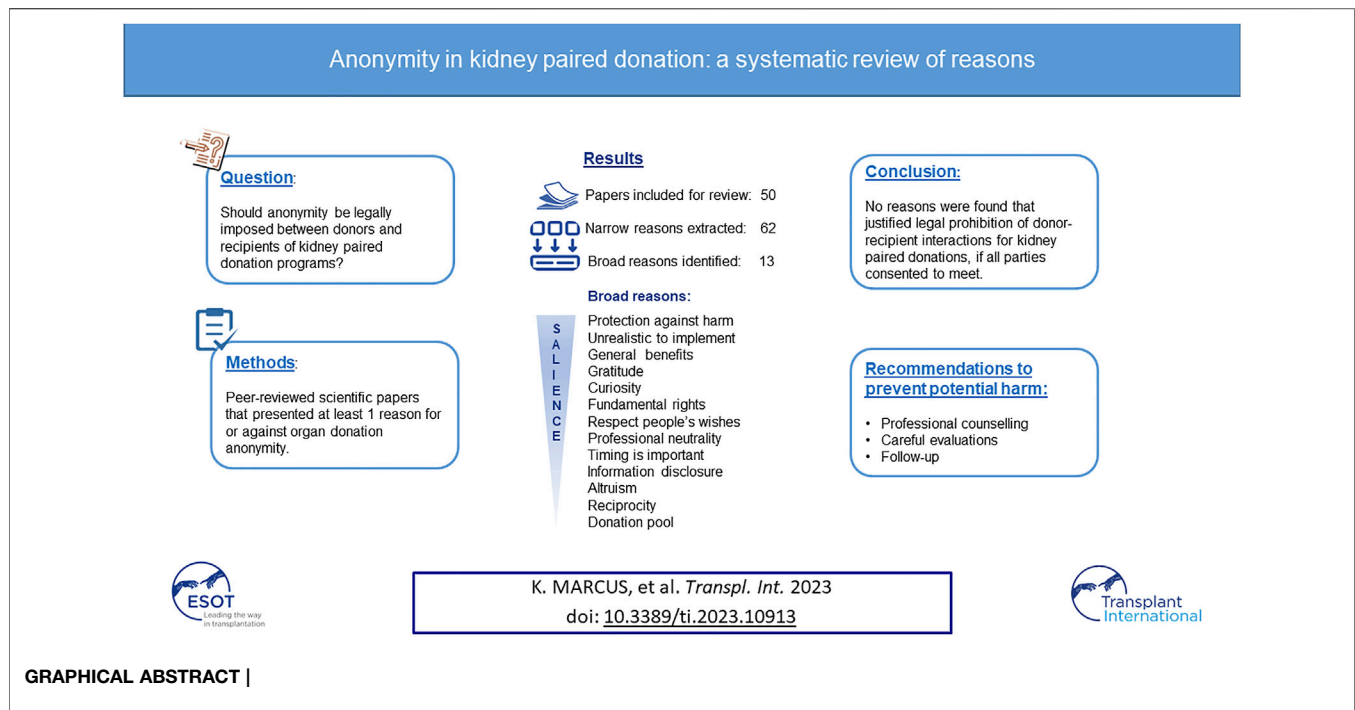 Anonymity in kidney paired donation: a systematic review of reasons
Question:
Should anonymity be legally
imposed between donors and
recipients of kidney paired
donation programs?
Methods:
Peer-reviewed scientific papers
that presented at least 1 reason for
or against organ donation
anonymity.
Results
Papers included for review: 50
Narrow reasons extracted: 62
Broad reasons identified: 13
Broad reasons:
SALIENCE
Protection against harm
Unrealistic to implement
General benefits
Gratitude
Curiosity
Fundamental rights
Respect people's wishes
Professional neutrality
Timing is important
Information disclosure
Altruism
Reciprocity
Donation pool
Conclusion:
No reasons were found that
justified legal prohibition of donor-
recipient interactions for kidney
paired donations, if all parties
consented to meet.
Recommendations to
prevent potential harm:
• Professional counselling
• Careful evaluations
• Follow-up
ESOT
Leading the way
in transplantation
K. MARCUS, et al. Transpl. Int. 2023
doi: 10.3389/ti.2023.10913
Transplant
International
GRAPHICAL ABSTRACT |